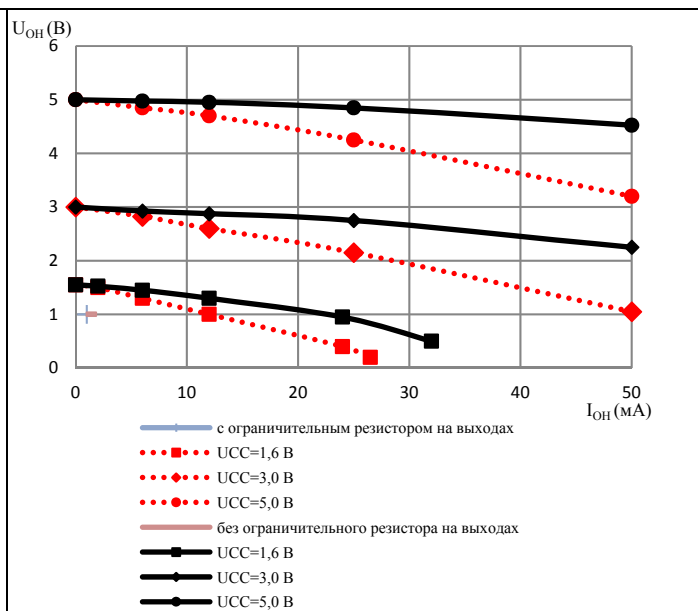 U_OH (В)
6
5
4
3
2
1
0
0 10 20 30 40 50
I_OH (мА)
с ограничительным резистором на выходах
UCC=1,6 В
UCC=3,0 В
UCC=5,0 В
без ограничительного резистора на выходах
UCC=1,6 В
UCC=3,0 В
UCC=5,0 В